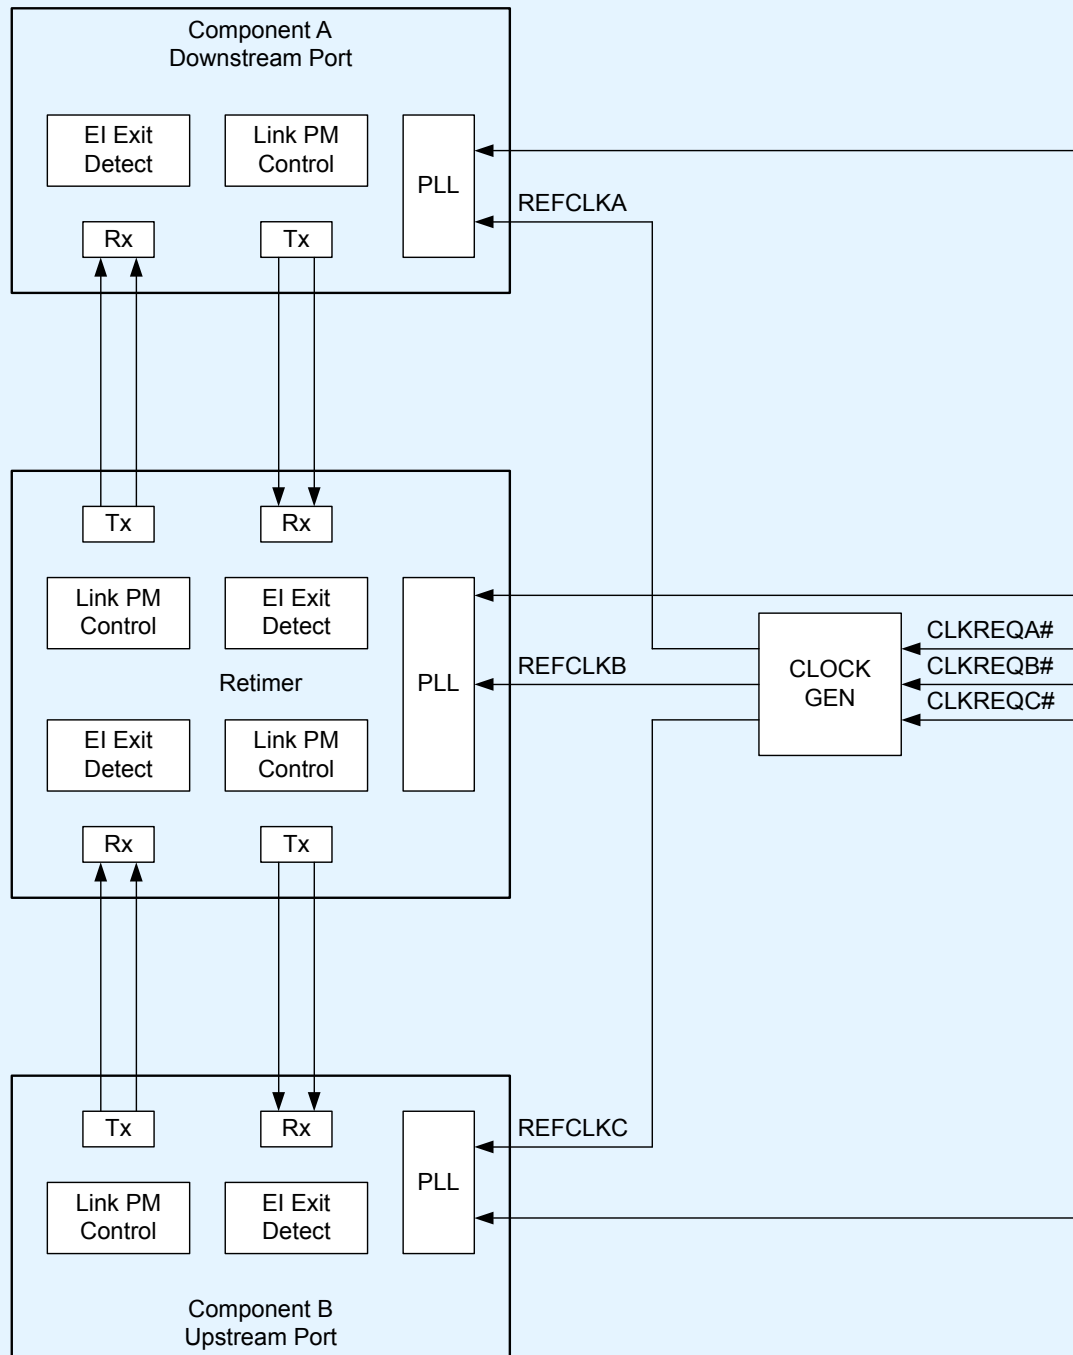 Component A
Downstream Port
EI Exit
Detect
Link PM
Control
PLL
REFCLKA
Rx
Tx
Tx
Rx
Link PM
Control
EI Exit
Detect
Retimer
PLL
REFCLKB
CLOCK
GEN
CLKREQA#
CLKREQB#
CLKREQC#
EI Exit
Detect
Link PM
Control
Rx
Tx
Tx
Rx
REFCLKC
PLL
Link PM
Control
EI Exit
Detect
Component B
Upstream Port